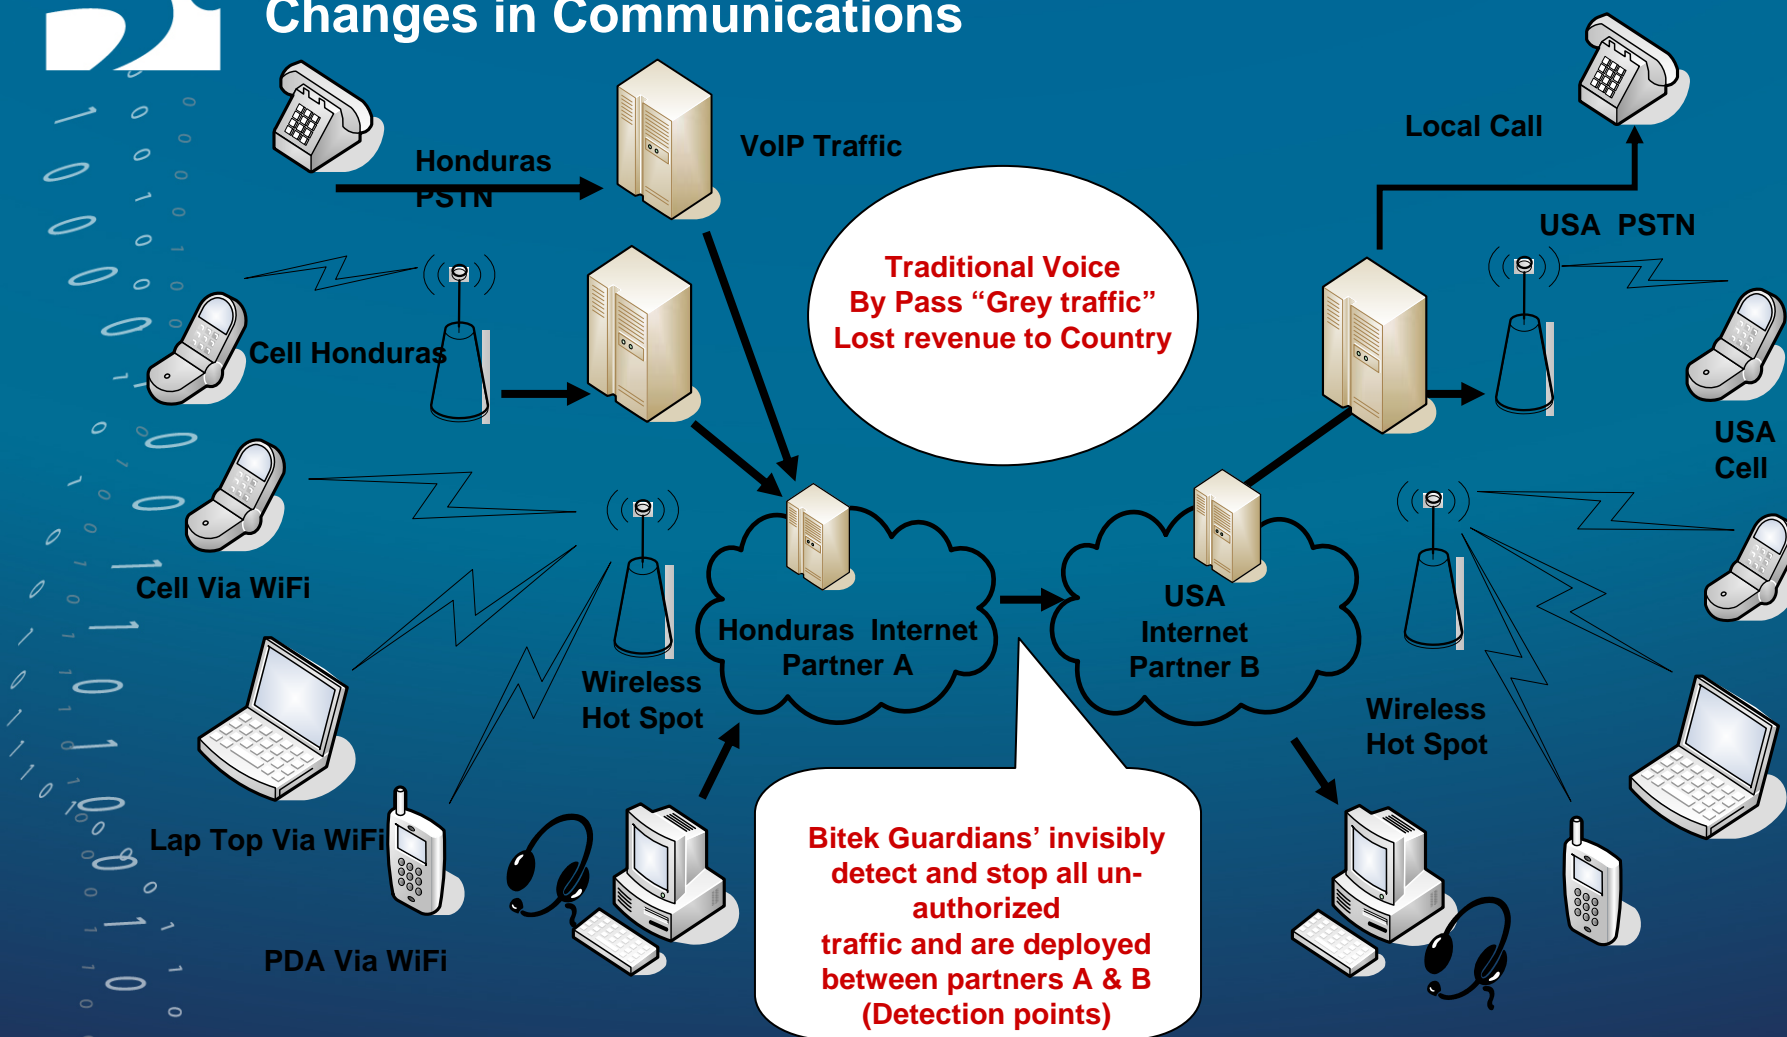 Changes in Communications
Honduras
PSTN
VoIP Traffic
Local Call
USA PSTN
Traditional Voice
By Pass “Grey traffic”
Lost revenue to Country
Cell Honduras
USA
Cell
Cell Via WiFi
Honduras Internet
Partner A
USA
Internet
Partner B
Wireless
Hot Spot
Wireless
Hot Spot
Lap Top Via WiFi
PDA Via WiFi
Bitek Guardians’ invisibly
detect and stop all un-
authorized
traffic and are deployed
between partners A & B
(Detection points)